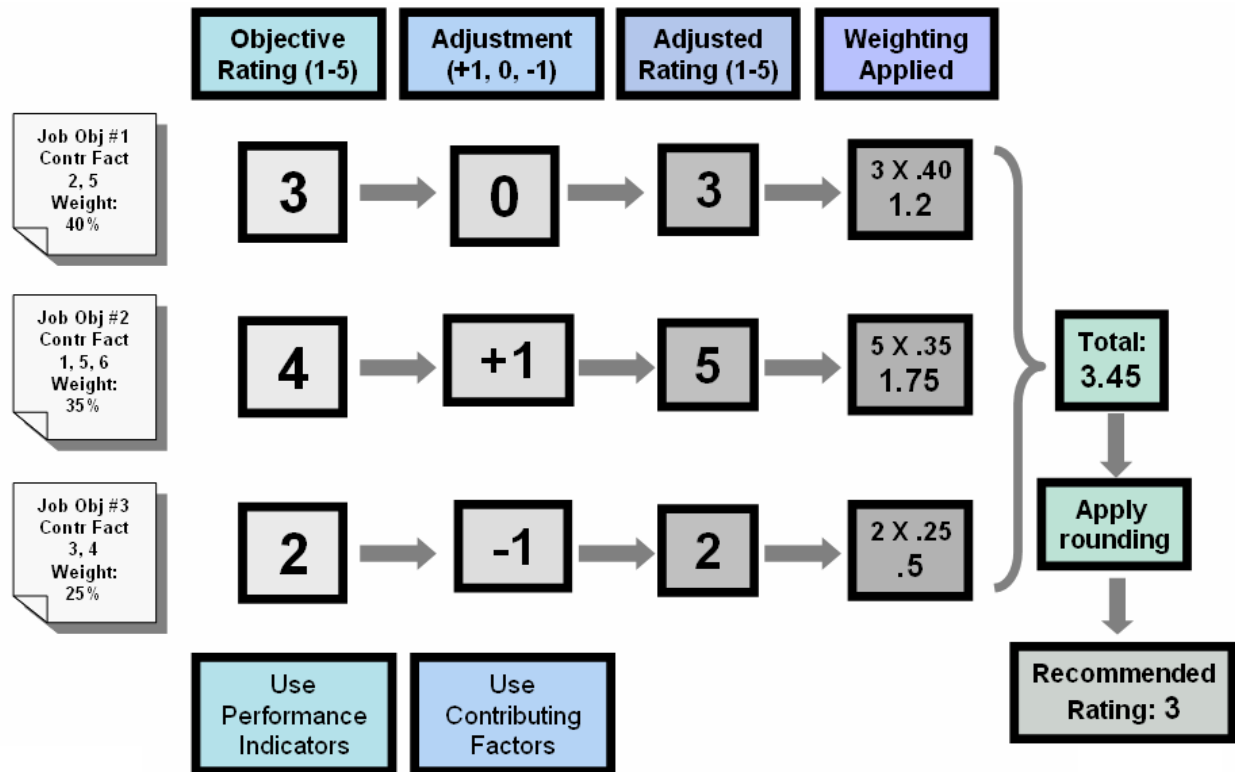 Objective
Rating (1-5)
Adjustment
(+1, 0, -1)
Adjusted
Rating (1-5)
Weighting
Applied
Job Obj #1
Contr Fact
2, 5
Weight:
40%
3
0
3
3 X .40
1.2
Job Obj #2
Contr Fact
1, 5, 6
Weight:
35%
4
+1
5
5 X .35
1.75
Total:
3.45
Job Obj #3
Contr Fact
3, 4
Weight:
25%
2
-1
2
2 X .25
.5
Apply
rounding
Recommended
Rating: 3
Use
Performance
Indicators
Use
Contributing
Factors